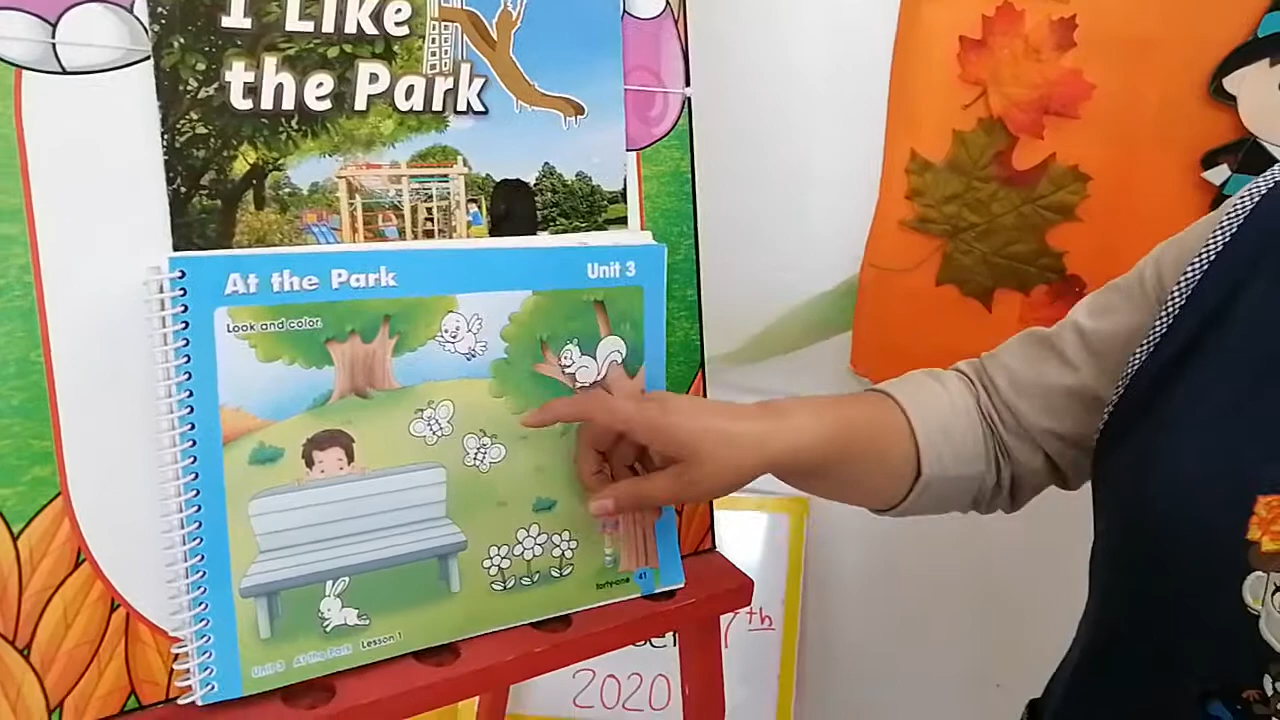 I Like
the Park
At the Park
Unit 3
Look and color.
forty-one 41
Unit 3 At the Park Lesson 1
7th
2020